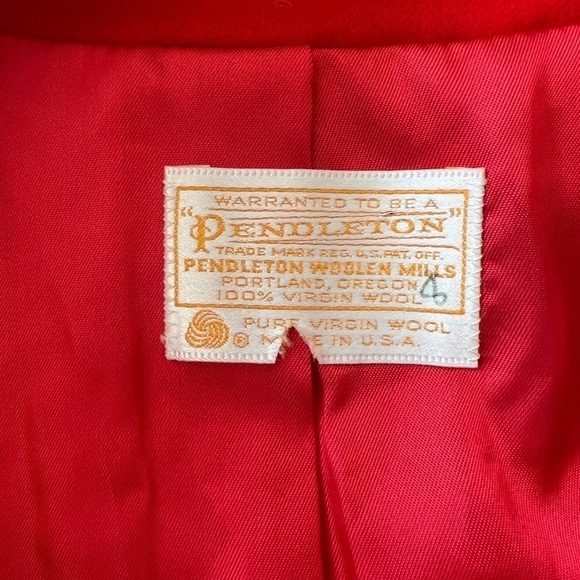 WARRANTED TO BE A
"PENDLETON"
TRADE MARK REG. U.S. PAT. OFF.
PENDLETON WOOLEN MILLS
PORTLAND, OREGON
100% VIRGIN WOOL 8
PURE VIRGIN WOOL
® MADE IN U.S.A.